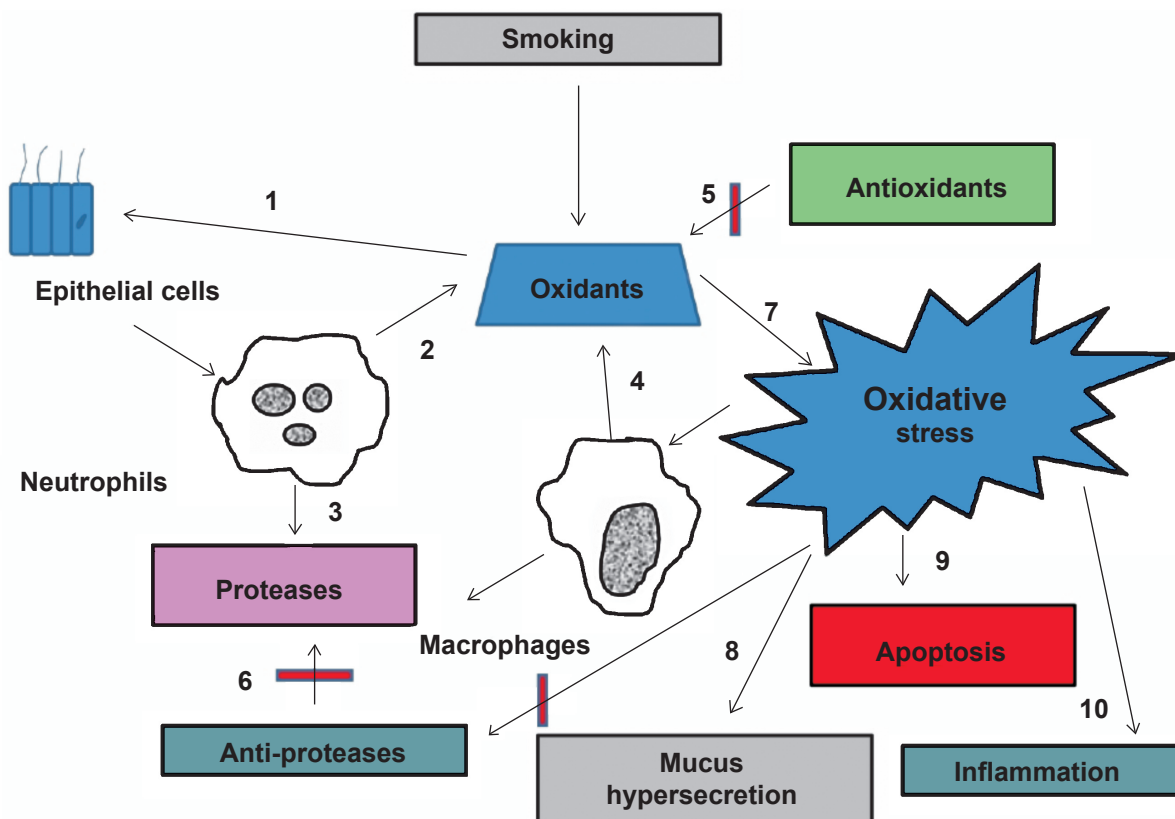 Smoking
Antioxidants
5
1
Epithelial cells
Oxidants
7
2
4
Oxidative
stress
Neutrophils
3
9
Proteases
Macrophages
8
Apoptosis
6
10
Anti-proteases
Mucus
hypersecretion
Inflammation